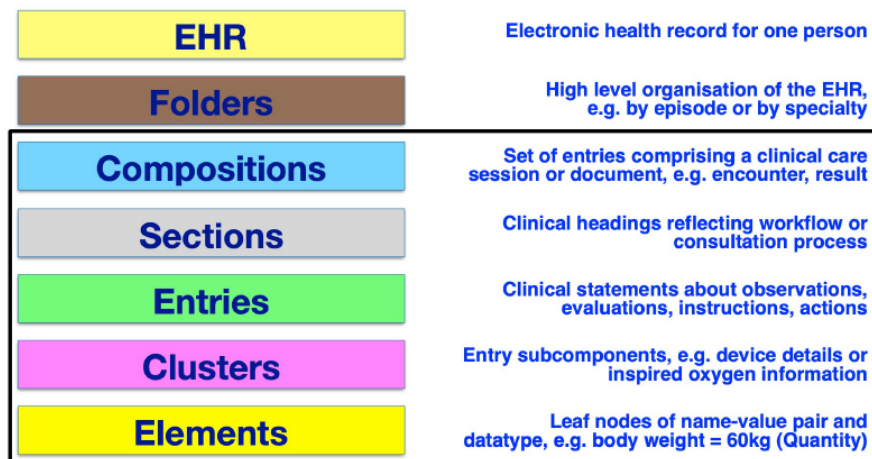 EHR
Electronic health record for one person
Folders
High level organisation of the EHR,
e.g. by episode or by specialty
Compositions
Set of entries comprising a clinical care
session or document, e.g. encounter, result
Sections
Clinical headings reflecting workflow or
consultation process
Entries
Clinical statements about observations,
evaluations, instructions, actions
Clusters
Entry subcomponents, e.g. device details or
inspired oxygen information
Elements
Leaf nodes of name-value pair and
datatype, e.g. body weight = 60kg (Quantity)